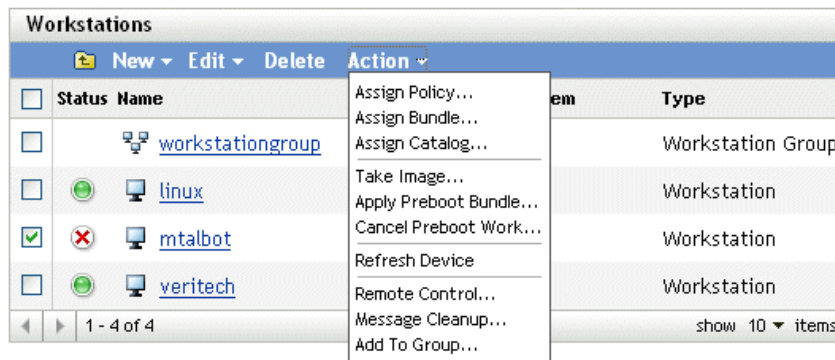 Workstations
New Edit Delete Action
Status Name em Type
workstationgroup Workstation Group
linux Workstation
mtalbot Workstation
veritech Workstation
1 - 4 of 4 show 10 items
Assign Policy...
Assign Bundle...
Assign Catalog...
Take Image...
Apply Preboot Bundle...
Cancel Preboot Work...
Refresh Device
Remote Control...
Message Cleanup...
Add To Group...